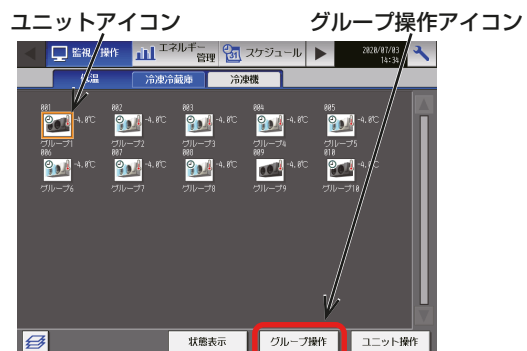 ユニットアイコン
グループ操作アイコン
監視/操作
エネルギー管理
スケジュール
2020/07/03
14:34
保温
冷凍冷蔵庫
冷凍機
001 002 003 004 005
-4.0℃ -4.0℃ -4.0℃ -4.0℃ -4.0℃
グループ1 グループ2 グループ3 グループ4 グループ5
006 007 008 009 010
-4.0℃ -4.0℃ -4.0℃ -4.0℃ -4.0℃
グループ6 グループ7 グループ8 グループ9 グループ10
状態表示
グループ操作
ユニット操作